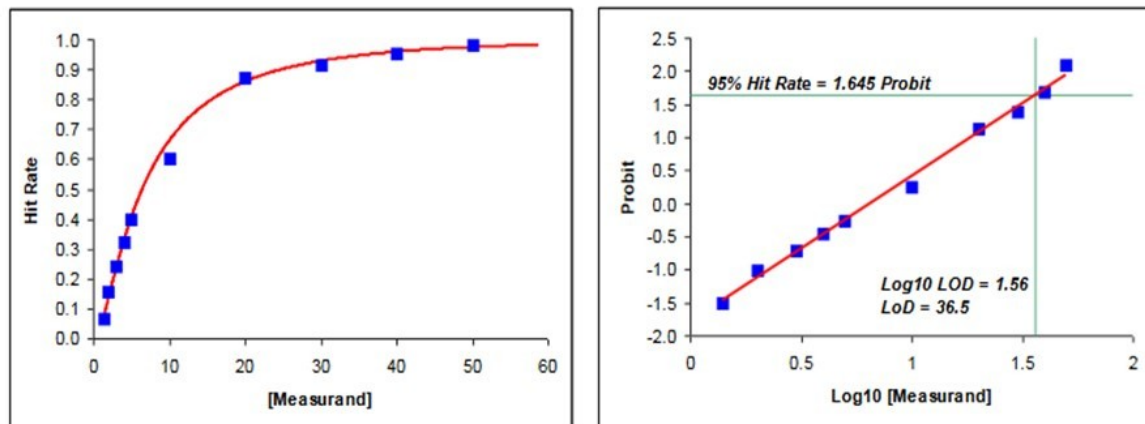 1.0
0.9
0.8
0.7
0.6
0.5
0.4
0.3
0.2
0.1
0.0
Hit Rate
0 10 20 30 40 50 60
[Measurand]
2.5
2.0
1.5
1.0
0.5
0.0
-0.5
-1.0
-1.5
-2.0
Probit
95% Hit Rate = 1.645 Probit
Log10 LOD = 1.56
LoD = 36.5
0 0.5 1 1.5 2
Log10 [Measurand]